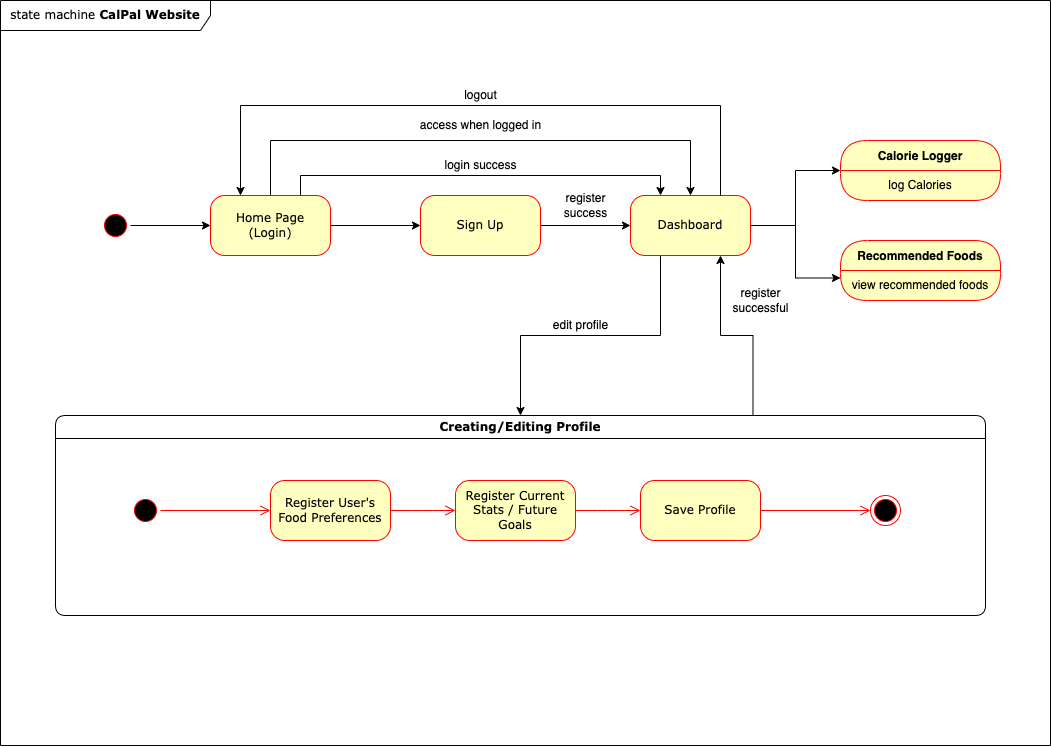 state machine CalPal Website
logout
access when logged in
login success
Home Page
(Login)
Sign Up
register
success
Dashboard
Calorie Logger
log Calories
Recommended Foods
view recommended foods
register
successful
edit profile
Creating/Editing Profile
Register User's
Food Preferences
Register Current
Stats / Future
Goals
Save Profile